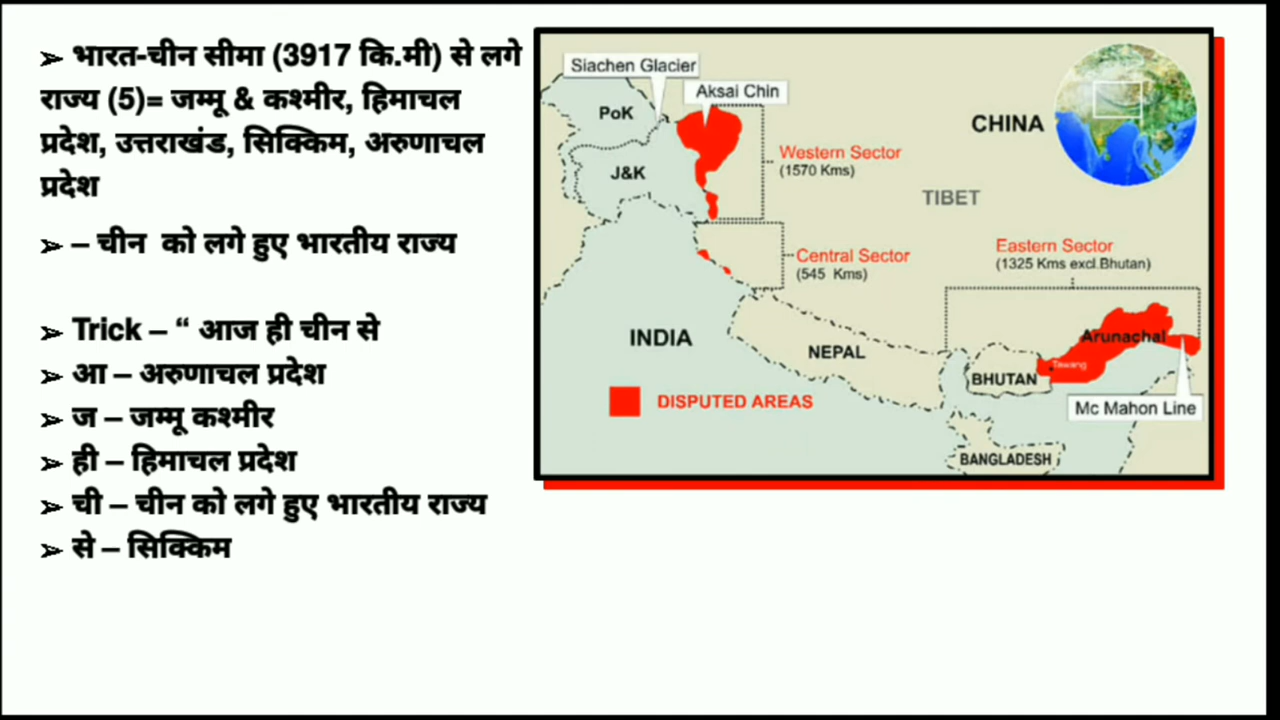 ➢ भारत-चीन सीमा (3917 कि.मी) से लगे
राज्य (5)= जम्मू & कश्मीर, हिमाचल
प्रदेश, उत्तराखंड, सिक्किम, अरुणाचल
प्रदेश
➢ – चीन को लगे हुए भारतीय राज्य
➢ Trick – “ आज ही चीन से
➢ आ – अरुणाचल प्रदेश
➢ ज – जम्मू कश्मीर
➢ ही – हिमाचल प्रदेश
➢ ची – चीन को लगे हुए भारतीय राज्य
➢ से – सिक्किम
Siachen Glacier
Aksai Chin
PoK
CHINA
Western Sector
(1570 Kms)
J&K
TIBET
Eastern Sector
(1325 Kms excl.Bhutan)
Central Sector
(545 Kms)
INDIA
NEPAL
Arunachal
Tawang
BHUTAN
DISPUTED AREAS
Mc Mahon Line
BANGLADESH